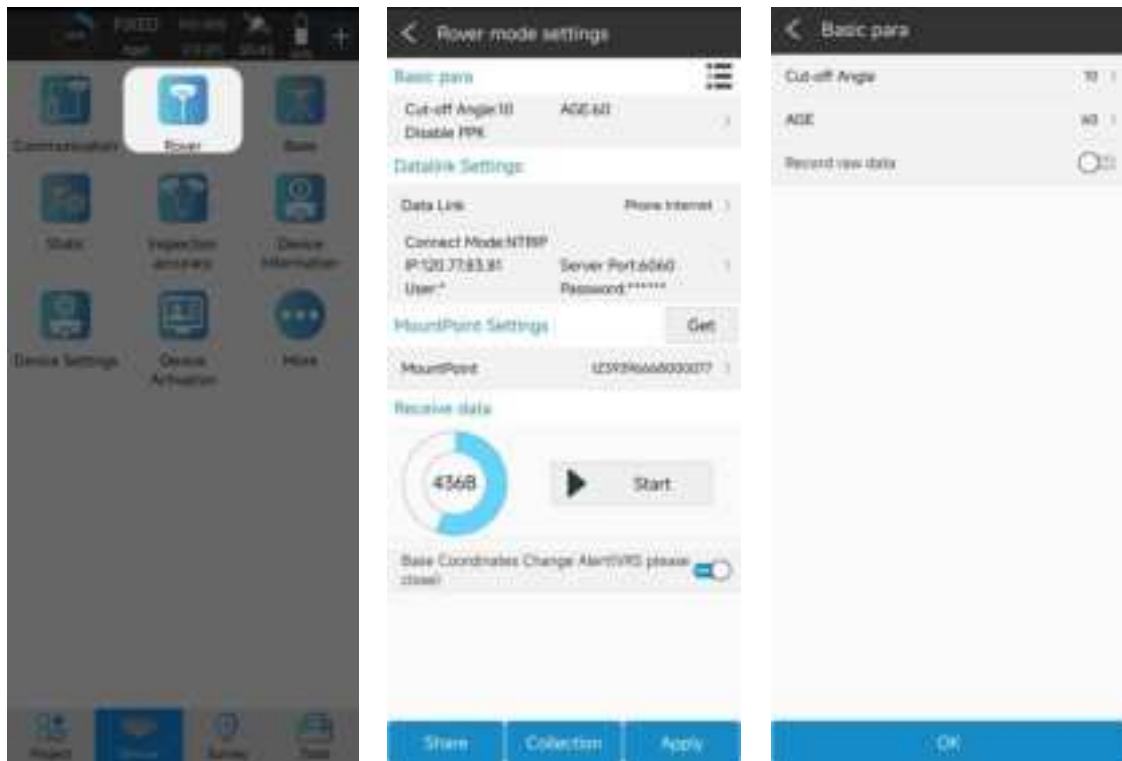 FIXED
Communication
Rover
Base
Static
Inspection accuracy
Device Information
Device Settings
Device Activation
More
Project
Device
Survey
Tools
Rover mode settings
Basic para
Cut-off Angle:10 AGE:60
Disable PPK
Datalink Settings
Data Link Phone Internet
Connect Mode:NTRIP
IP:120.77.83.81 Server Port:6060
User:* Password:******
MountPoint Settings Get
MountPoint
Receive data
436B
Start
Base Coordinates Change Alert(VRS please
close)
Share Collection Apply
Basic para
Cut-off Angle 10
AGE 60
Record raw data
OK